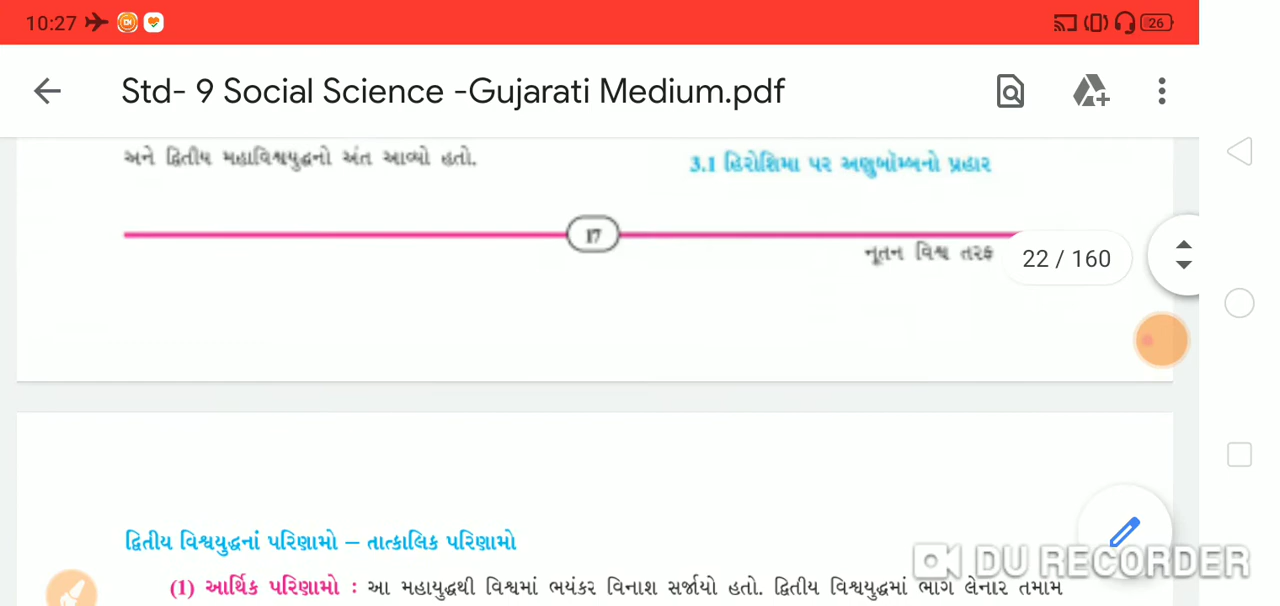 10:27
26
Std- 9 Social Science -Gujarati Medium.pdf
અને દ્વિતીય મહાવિશ્વયુદ્ધનો અંત આવ્યો હતો.
3.1 હિરોશિમા પર અણુબૉમ્બનો પ્રહાર
17
નૂતન વિશ્વ તરફ
22 / 160
દ્વિતીય વિશ્વયુદ્ધનાં પરિણામો – તાત્કાલિક પરિણામો
(1) આર્થિક પરિણામો : આ મહાયુદ્ધથી વિશ્વમાં ભયંકર વિનાશ સર્જાયો હતો. દ્વિતીય વિશ્વયુદ્ધમાં ભાગ લેનાર તમામ
DU RECORDER